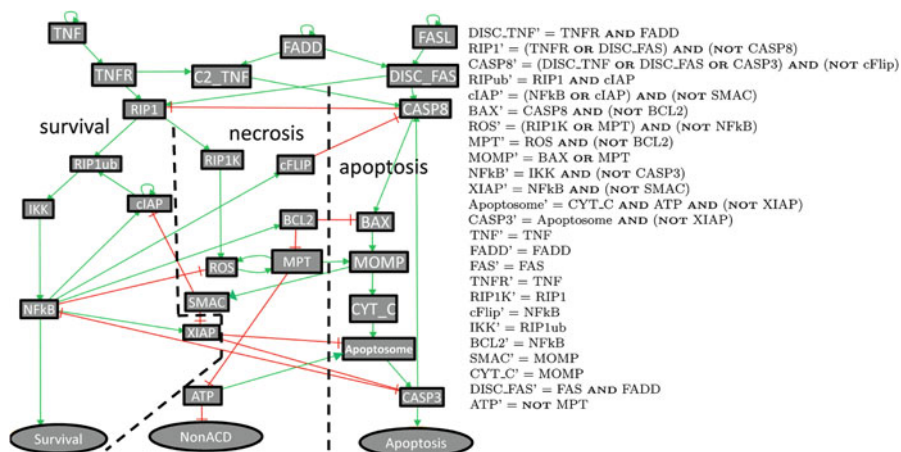 TNF
FADD
FASL
TNFR
C2_TNF
DISC_FAS
RIP1
CASP8
survival
necrosis
apoptosis
RIP1ub
RIP1K
cFLIP
IKK
cIAP
BCL2
BAX
ROS
MPT
MOMP
NFkB
SMAC
CYT_C
XIAP
Apoptosome
ATP
CASP3
Survival
NonACD
Apoptosis
DISC_TNF' = TNFR AND FADD
RIP1' = (TNFR OR DISC_FAS) AND (NOT CASP8)
CASP8' = (DISC_TNF OR DISC_FAS OR CASP3) AND (NOT cFlip)
RIPub' = RIP1 AND cIAP
cIAP' = (NFkB OR cIAP) AND (NOT SMAC)
BAX' = CASP8 AND (NOT BCL2)
ROS' = (RIP1K OR MPT) AND (NOT NFkB)
MPT' = ROS AND (NOT BCL2)
MOMP' = BAX OR MPT
NFkB' = IKK AND (NOT CASP3)
XIAP' = NFkB AND (NOT SMAC)
Apoptosome' = CYT_C AND ATP AND (NOT XIAP)
CASP3' = Apoptosome AND (NOT XIAP)
TNF' = TNF
FADD' = FADD
FAS' = FAS
TNFR' = TNF
RIP1K' = RIP1
cFlip' = NFkB
IKK' = RIP1ub
BCL2' = NFkB
SMAC' = MOMP
CYT_C' = MOMP
DISC_FAS' = FAS AND FADD
ATP' = NOT MPT